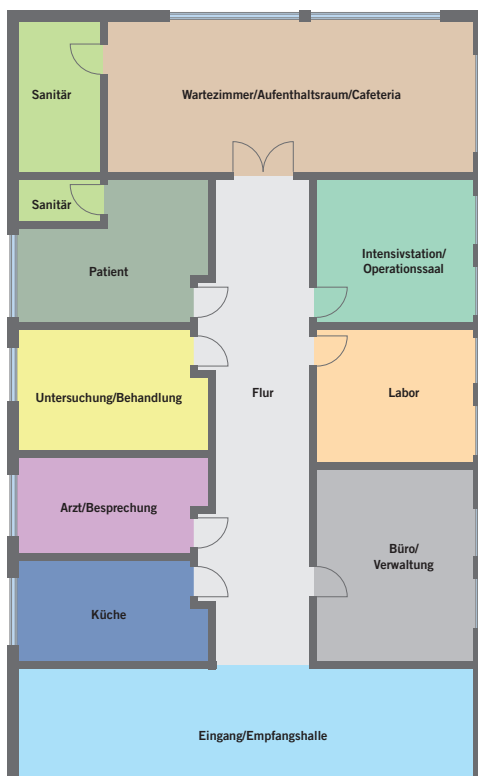 Sanitär
Wartezimmer/Aufenthaltsraum/Cafeteria
Sanitär
Patient
Intensivstation/
Operationssaal
Untersuchung/Behandlung
Flur
Labor
Arzt/Besprechung
Büro/
Verwaltung
Küche
Eingang/Empfangshalle